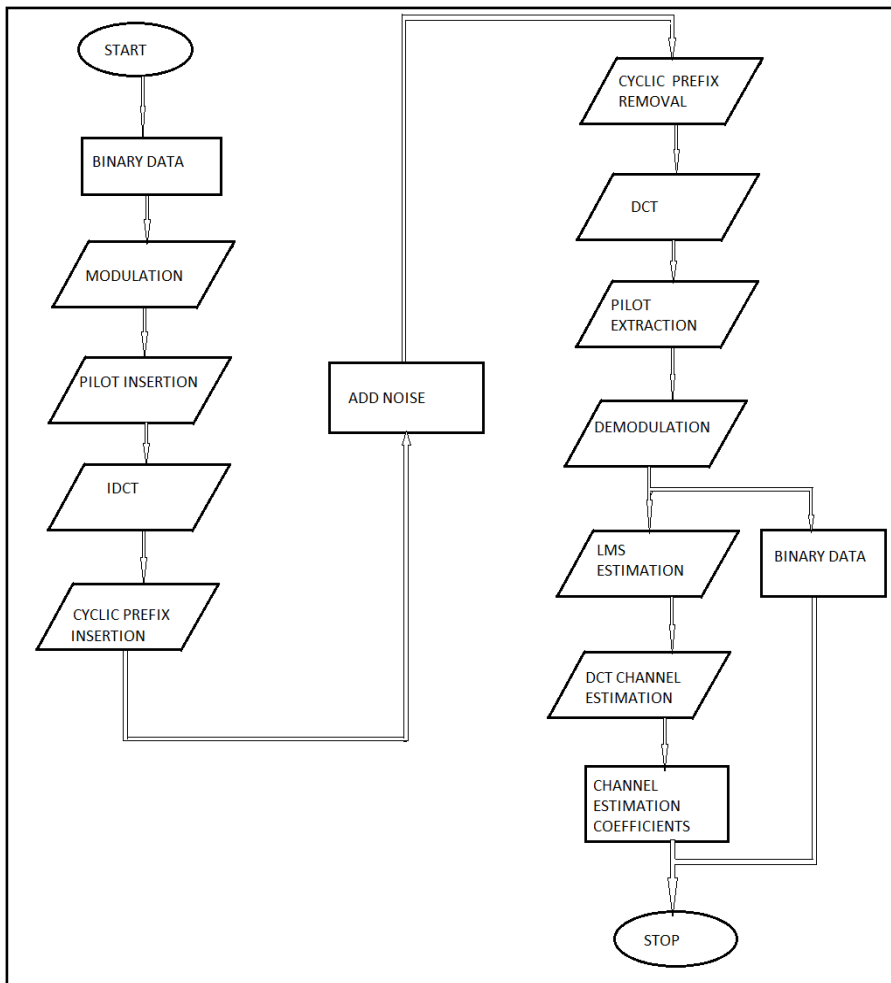 START
BINARY DATA
MODULATION
PILOT INSERTION
IDCT
CYCLIC PREFIX
INSERTION
ADD NOISE
CYCLIC PREFIX
REMOVAL
DCT
PILOT
EXTRACTION
DEMODULATION
LMS
ESTIMATION
BINARY DATA
DCT CHANNEL
ESTIMATION
CHANNEL
ESTIMATION
COEFFICIENTS
STOP